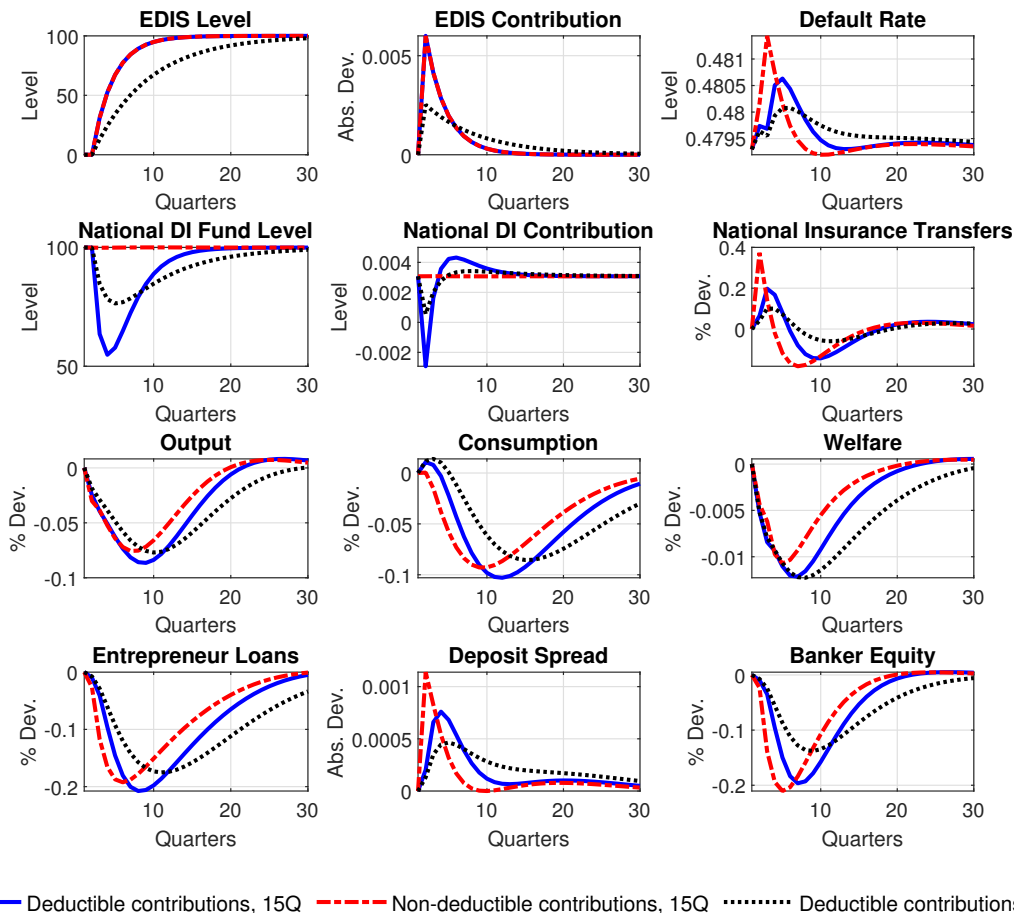 EDIS Level
EDIS Contribution
Default Rate
100
50
0
Level
10 20 30
Quarters
0.005
0
Abs. Dev.
10 20 30
Quarters
0.481
0.4805
0.48
0.4795
Level
10 20 30
Quarters
National DI Fund Level
National DI Contribution
National Insurance Transfers
100
50
Level
10 20 30
Quarters
0.004
0.002
0
-0.002
Level
10 20 30
Quarters
0.4
0.2
0
% Dev.
10 20 30
Quarters
Output
Consumption
Welfare
0
-0.05
-0.1
% Dev.
10 20 30
Quarters
0
-0.05
-0.1
% Dev.
10 20 30
Quarters
0
-0.005
-0.01
% Dev.
10 20 30
Quarters
Entrepreneur Loans
Deposit Spread
Banker Equity
0
-0.1
-0.2
% Dev.
10 20 30
Quarters
0.001
0.0005
0
Abs. Dev.
10 20 30
Quarters
0
-0.1
-0.2
% Dev.
10 20 30
Quarters
Deductible contributions, 15Q
Non-deductible contributions, 15Q
Deductible contributions